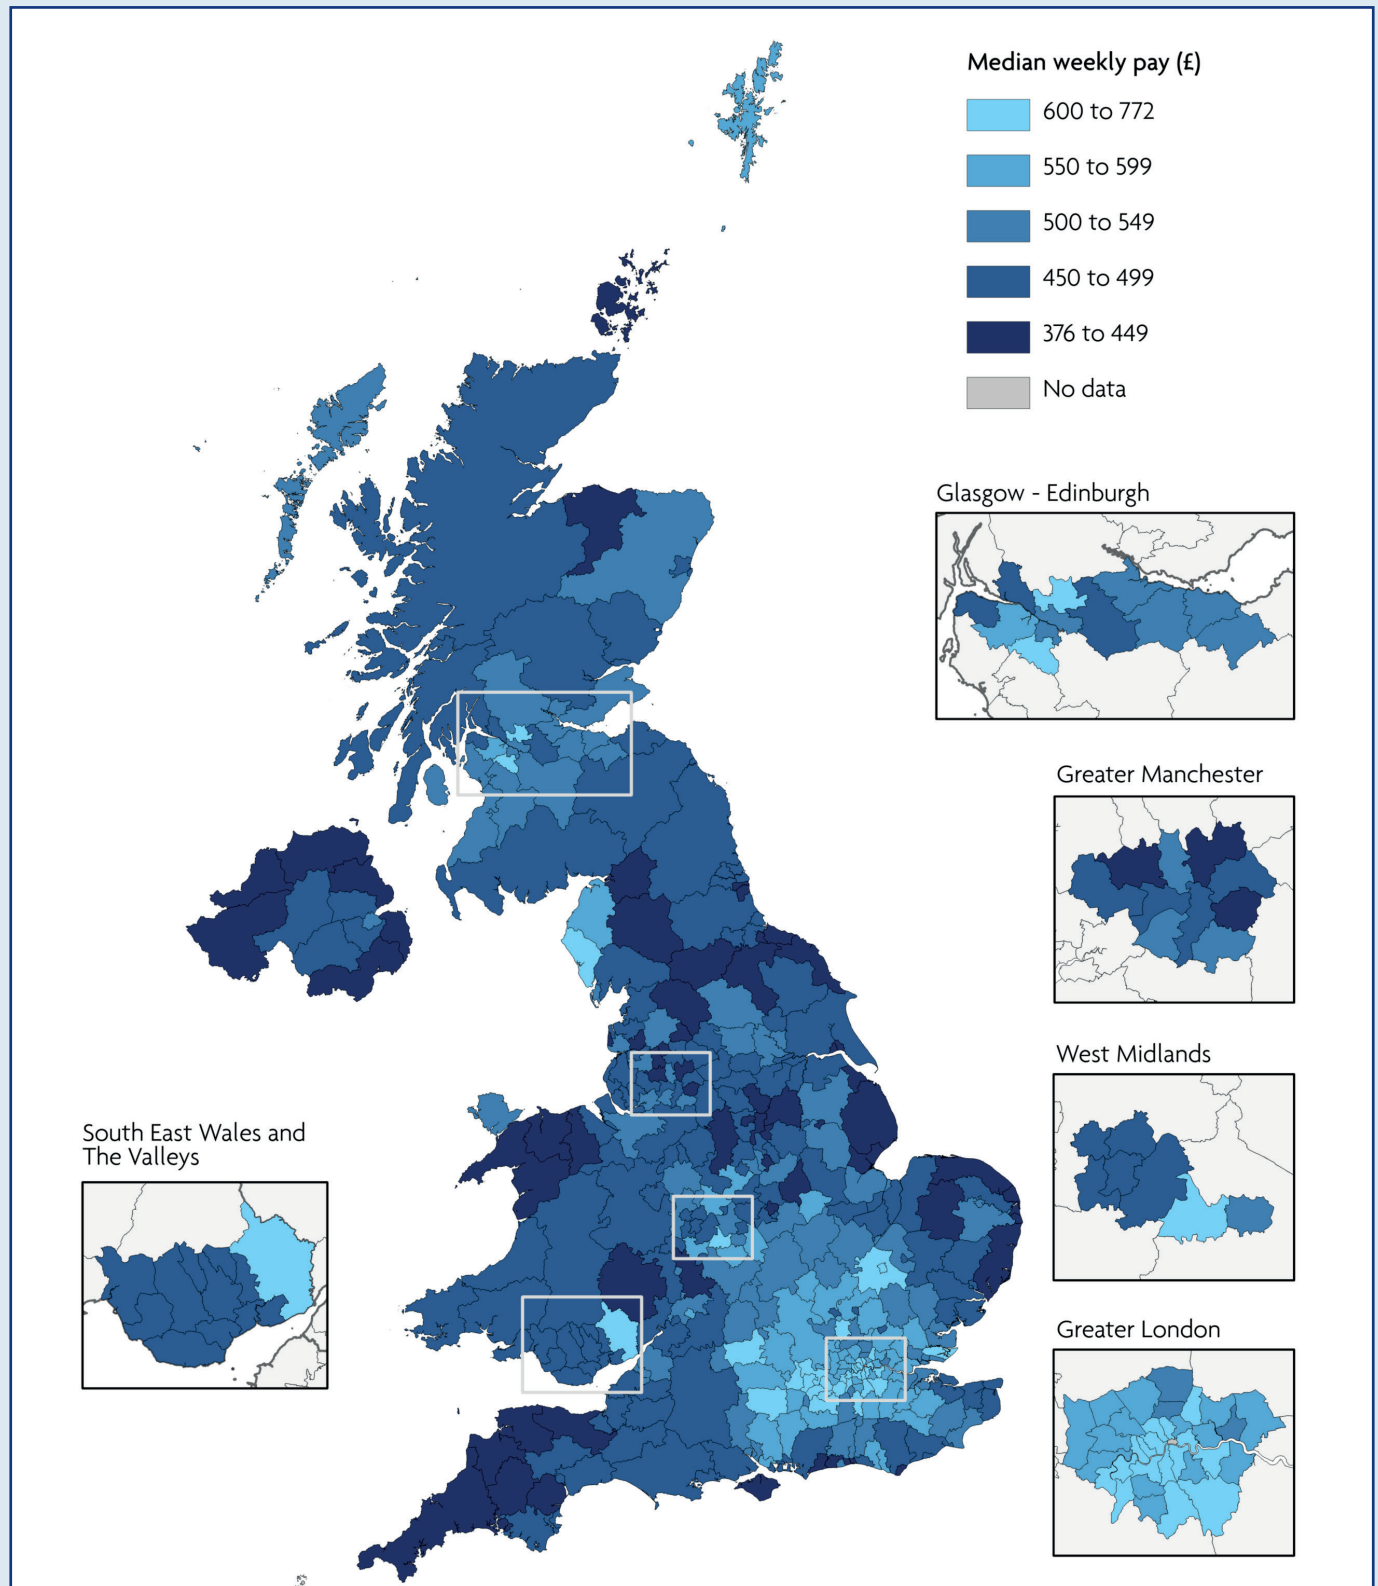 Median weekly pay (£)
600 to 772
550 to 599
500 to 549
450 to 499
376 to 449
No data
Glasgow - Edinburgh
Greater Manchester
West Midlands
South East Wales and
The Valleys
Greater London